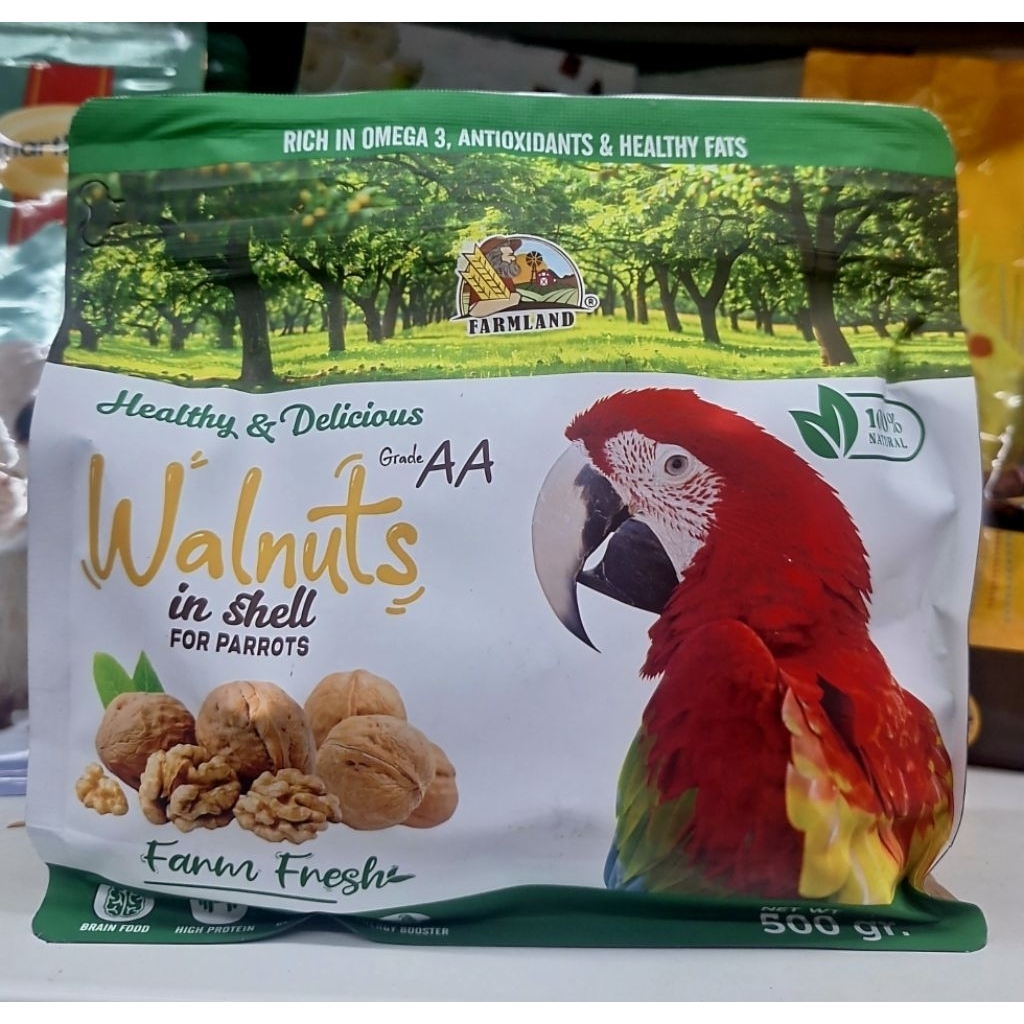 RICH IN OMEGA 3, ANTIOXIDANTS & HEALTHY FATS
FARMLAND
®
Healthy & Delicious
Grade AA
100%
NATURAL
Walnuts
in shell
FOR PARROTS
Farm Fresh
BRAIN FOOD
HIGH PROTEIN
BOOSTER
NET WT
500 gr.